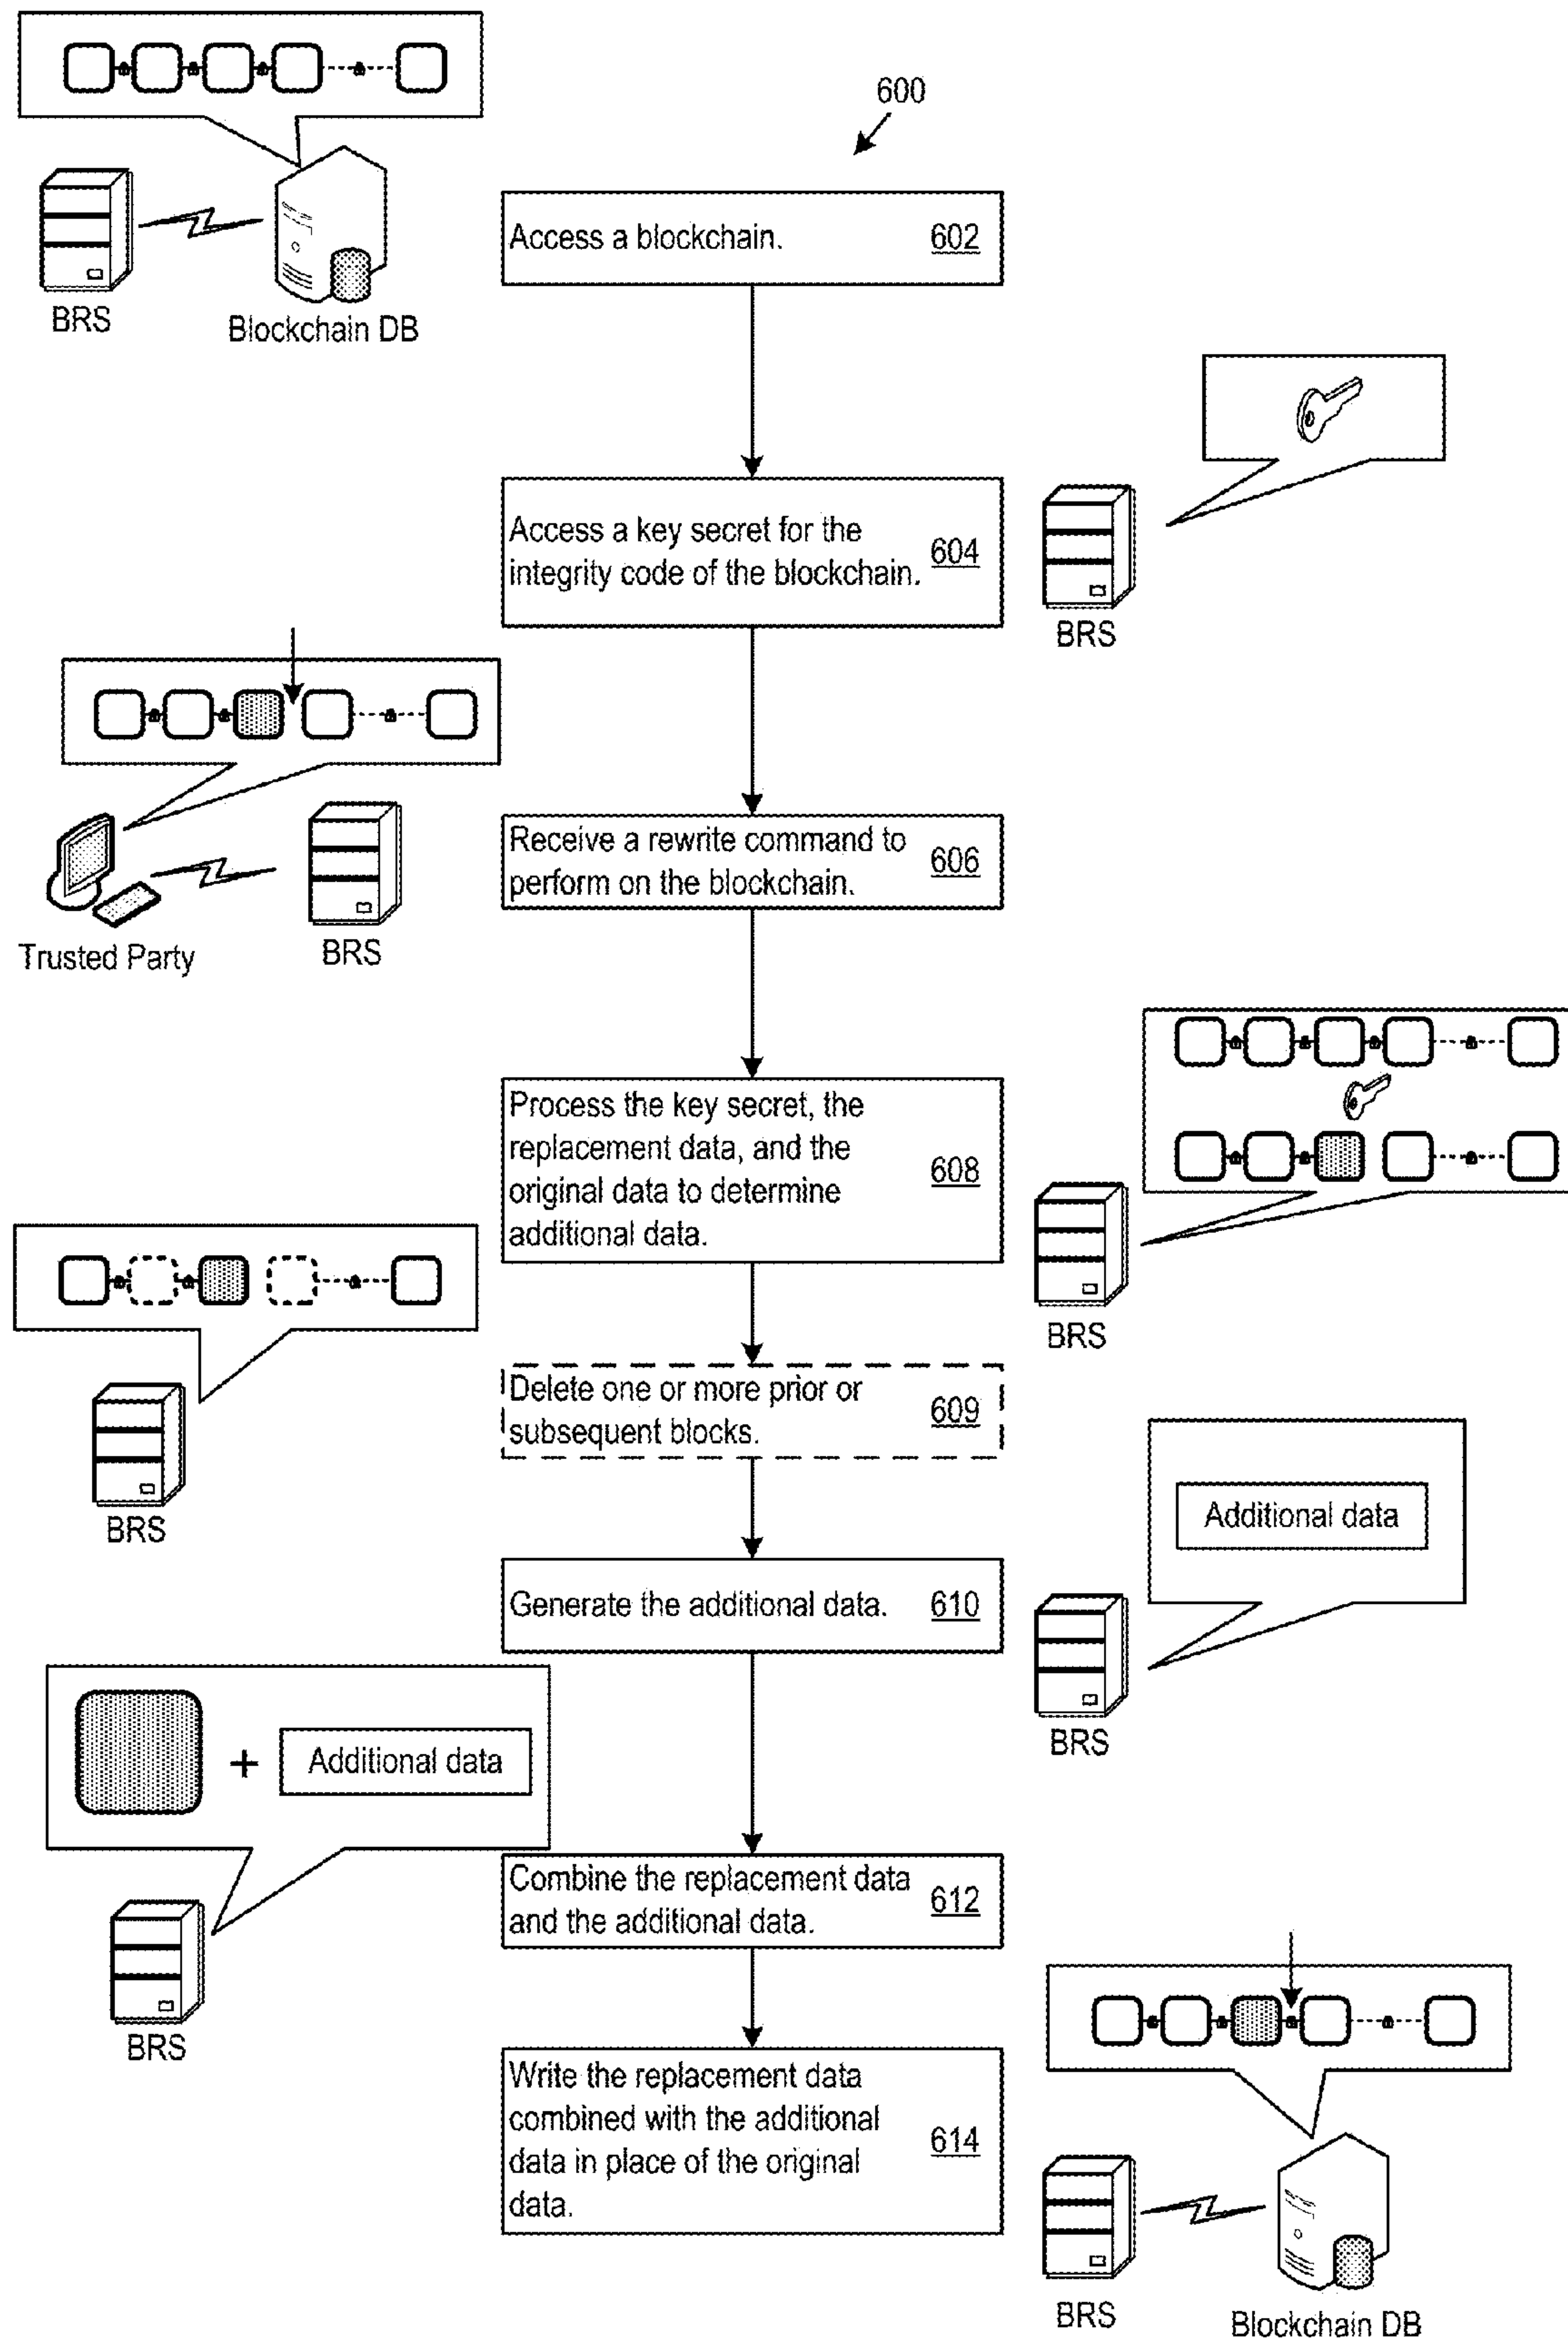 600
Access a blockchain. 602
BRS
Blockchain DB
Access a key secret for the
integrity code of the blockchain. 604
BRS
Receive a rewrite command to
perform on the blockchain. 606
Trusted Party
BRS
Process the key secret, the
replacement data, and the
original data to determine
additional data. 608
BRS
Delete one or more prior or
subsequent blocks. 609
BRS
Additional data
Generate the additional data. 610
BRS
Additional data
+
Combine the replacement data
and the additional data. 612
BRS
Write the replacement data
combined with the additional
data in place of the original
data. 614
BRS
Blockchain DB